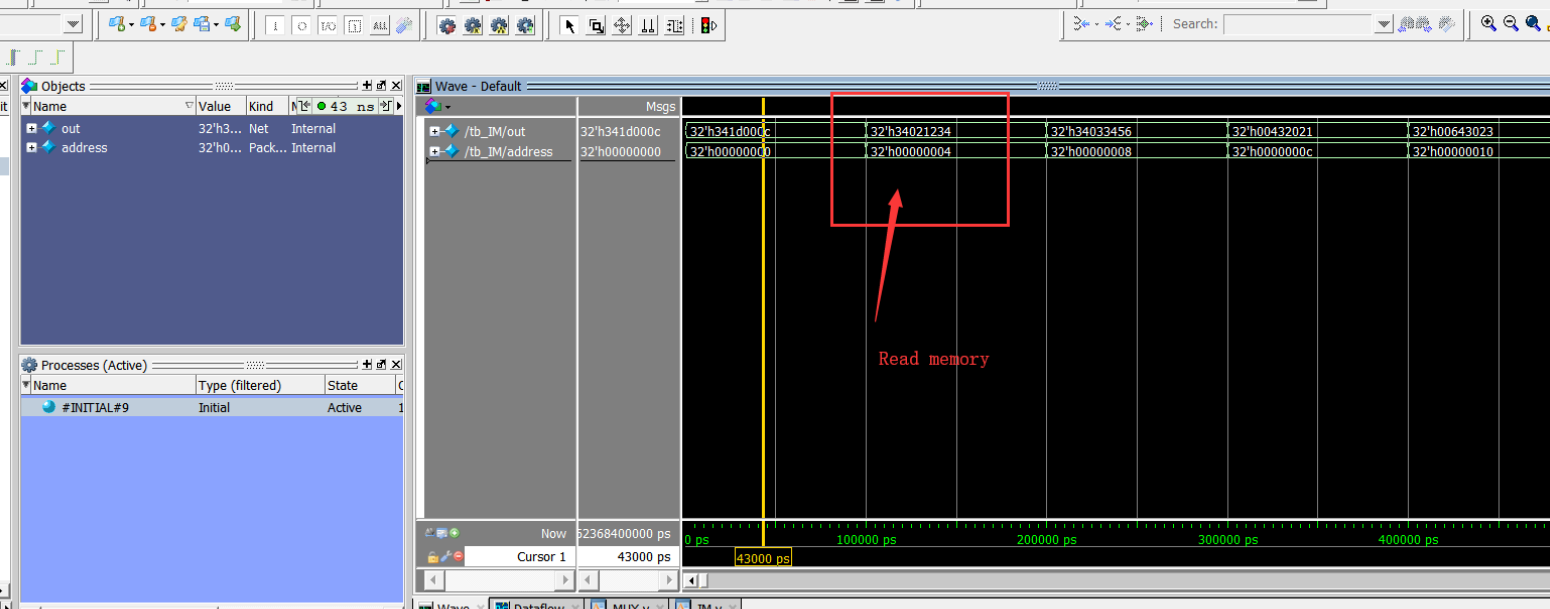 Search:
Objects
Name Value Kind 43 ns
out 32'h3... Net Internal
address 32'h0... Pack... Internal
Processes (Active)
Name Type (filtered) State
#INITIAL#9 Initial Active 1
Wave - Default
Msgs
/tb_IM/out 32'h341d000c 32'h341d000c 32'h34021234 32'h34033456 32'h00432021 32'h00643023
/tb_IM/address 32'h00000000 32'h00000000 32'h00000004 32'h00000008 32'h0000000c 32'h00000010
Read memory
Now 52368400000 ps 0 ps 100000 ps 200000 ps 300000 ps 400000 ps
Cursor 1 43000 ps 43000 ps
Wave Dataflow MUX.v IM.v